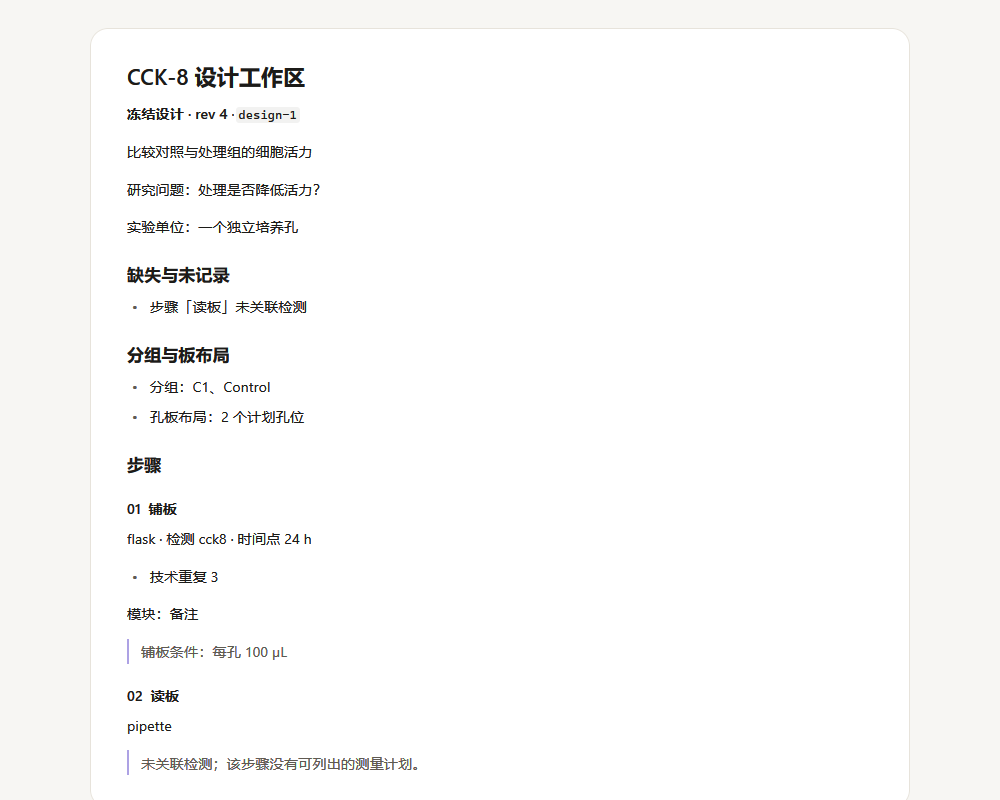 CCK-8 设计工作区
冻结设计 · rev 4 · design-1
比较对照与处理组的细胞活力
研究问题：处理是否降低活力？
实验单位：一个独立培养孔
缺失与未记录
• 步骤「读板」未关联检测
分组与板布局
• 分组：C1、Control
• 孔板布局：2 个计划孔位
步骤
01 铺板
flask · 检测 cck8 · 时间点 24 h
• 技术重复 3
模块：备注
铺板条件：每孔 100 µL
02 读板
pipette
未关联检测；该步骤没有可列出的测量计划。